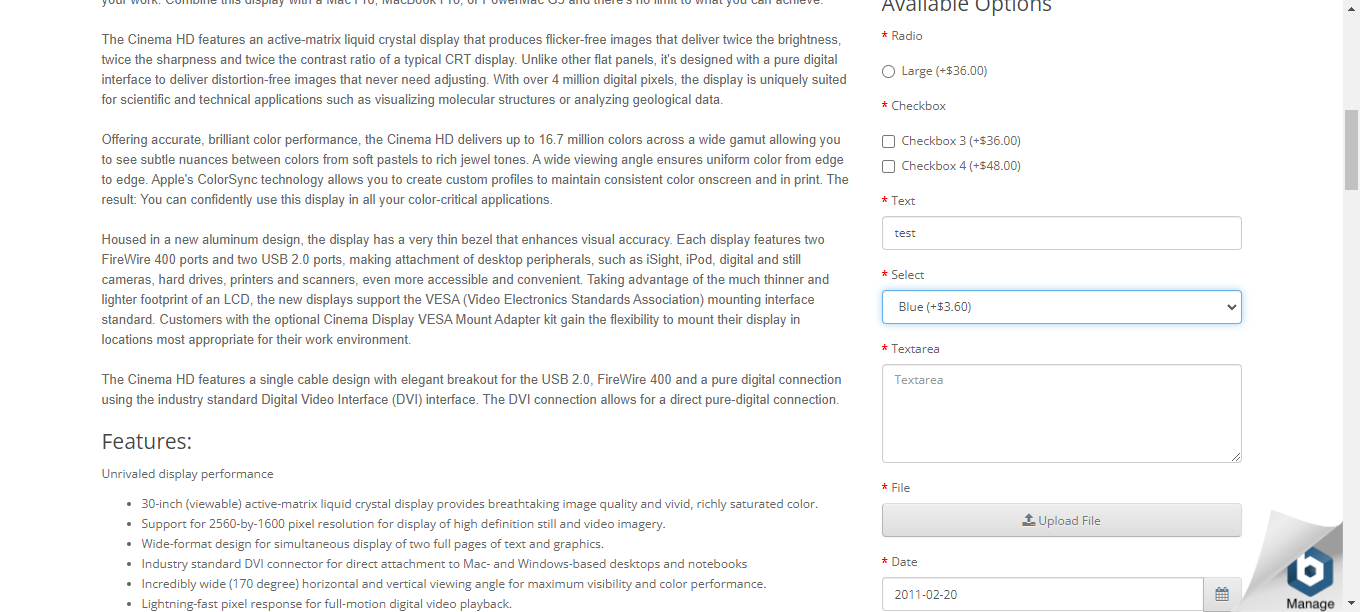 your work. Combine this display with a Mac Pro, MacBook Pro, or PowerMac G5 and there's no limit to what you can achieve.
The Cinema HD features an active-matrix liquid crystal display that produces flicker-free images that deliver twice the brightness,
twice the sharpness and twice the contrast ratio of a typical CRT display. Unlike other flat panels, it's designed with a pure digital
interface to deliver distortion-free images that never need adjusting. With over 4 million digital pixels, the display is uniquely suited
for scientific and technical applications such as visualizing molecular structures or analyzing geological data.
Offering accurate, brilliant color performance, the Cinema HD delivers up to 16.7 million colors across a wide gamut allowing you
to see subtle nuances between colors from soft pastels to rich jewel tones. A wide viewing angle ensures uniform color from edge
to edge. Apple's ColorSync technology allows you to create custom profiles to maintain consistent color onscreen and in print. The
result: You can confidently use this display in all your color-critical applications.
Housed in a new aluminum design, the display has a very thin bezel that enhances visual accuracy. Each display features two
FireWire 400 ports and two USB 2.0 ports, making attachment of desktop peripherals, such as iSight, iPod, digital and still
cameras, hard drives, printers and scanners, even more accessible and convenient. Taking advantage of the much thinner and
lighter footprint of an LCD, the new displays support the VESA (Video Electronics Standards Association) mounting interface
standard. Customers with the optional Cinema Display VESA Mount Adapter kit gain the flexibility to mount their display in
locations most appropriate for their work environment.
The Cinema HD features a single cable design with elegant breakout for the USB 2.0, FireWire 400 and a pure digital connection
using the industry standard Digital Video Interface (DVI) interface. The DVI connection allows for a direct pure-digital connection.
Features:
Unrivaled display performance
• 30-inch (viewable) active-matrix liquid crystal display provides breathtaking image quality and vivid, richly saturated color.
• Support for 2560-by-1600 pixel resolution for display of high definition still and video imagery.
• Wide-format design for simultaneous display of two full pages of text and graphics.
• Industry standard DVI connector for direct attachment to Mac- and Windows-based desktops and notebooks
• Incredibly wide (170 degree) horizontal and vertical viewing angle for maximum visibility and color performance.
• Lightning-fast pixel response for full-motion digital video playback.
Available Options
* Radio
Large (+$36.00)
* Checkbox
Checkbox 3 (+$36.00)
Checkbox 4 (+$48.00)
* Text
test
* Select
Blue (+$3.60)
* Textarea
Textarea
* File
Upload File
* Date
2011-02-20
Manage